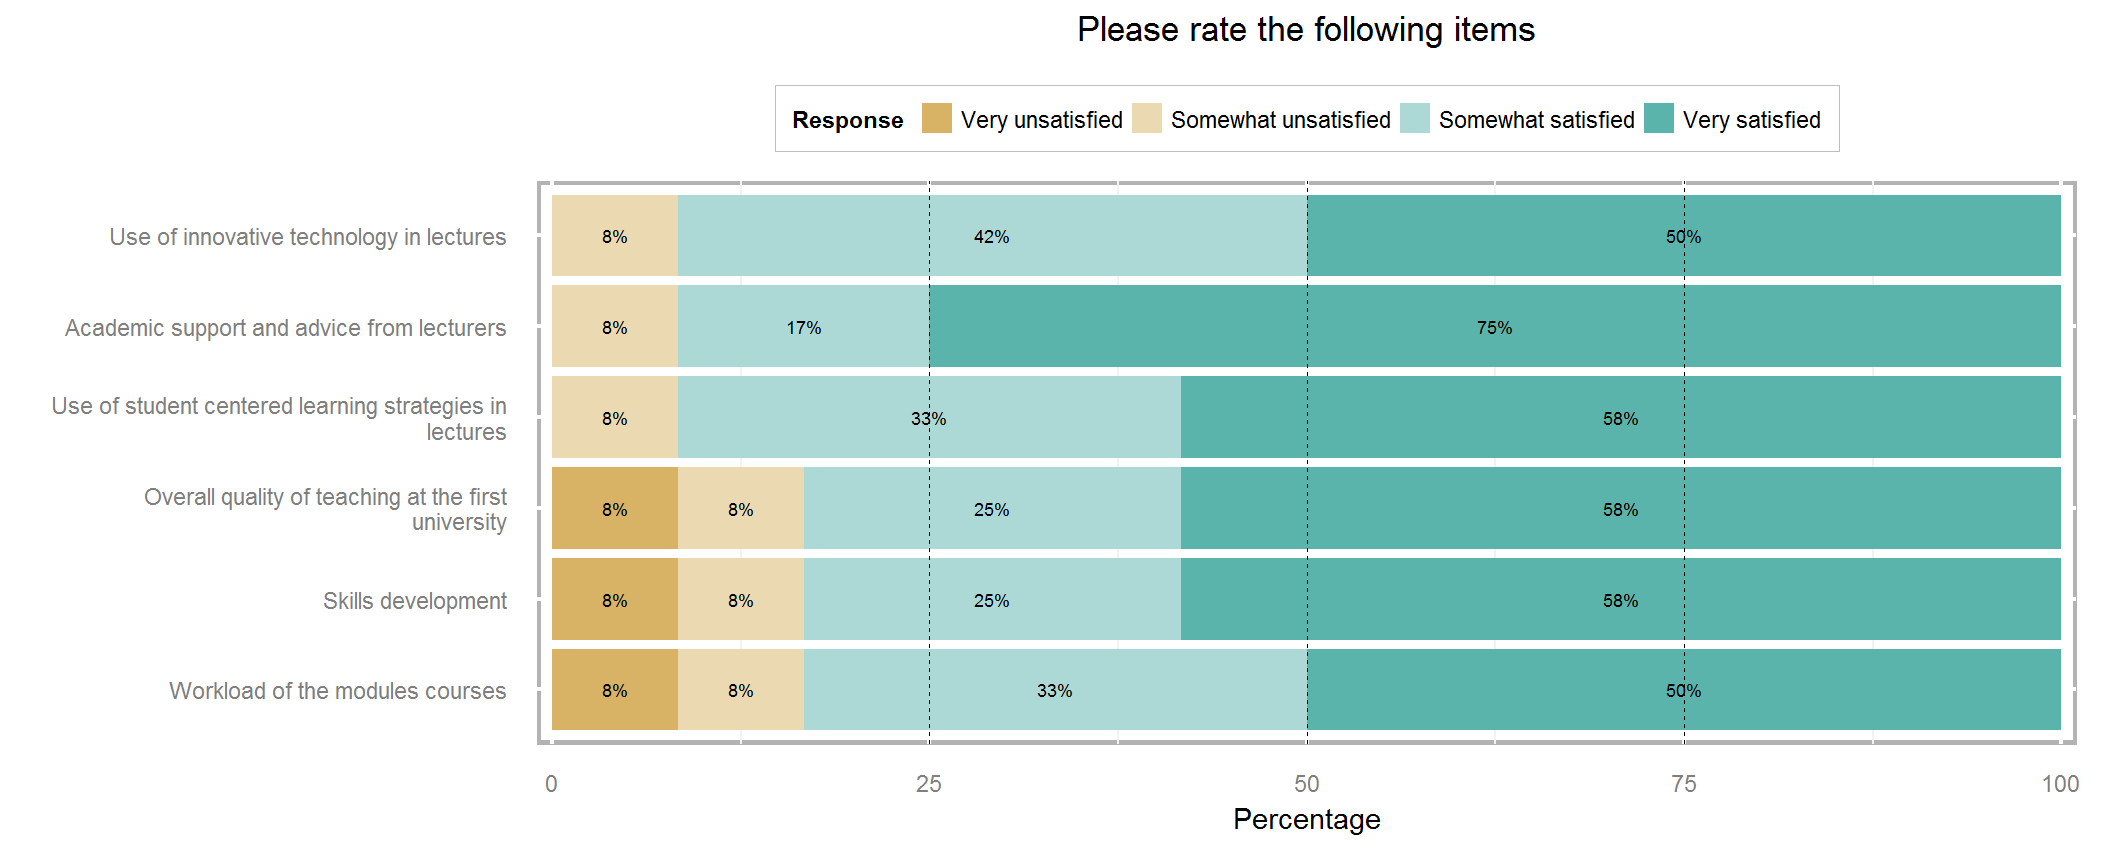 Please rate the following items
Response Very unsatisfied Somewhat unsatisfied Somewhat satisfied Very satisfied
Use of innovative technology in lectures 8% 42% 50%
Academic support and advice from lecturers 8% 17% 75%
Use of student centered learning strategies in
lectures
8% 33% 58%
Overall quality of teaching at the first
university
8% 8% 25% 58%
Skills development 8% 8% 25% 58%
Workload of the modules courses 8% 8% 33% 50%
0 25 50 75 100
Percentage